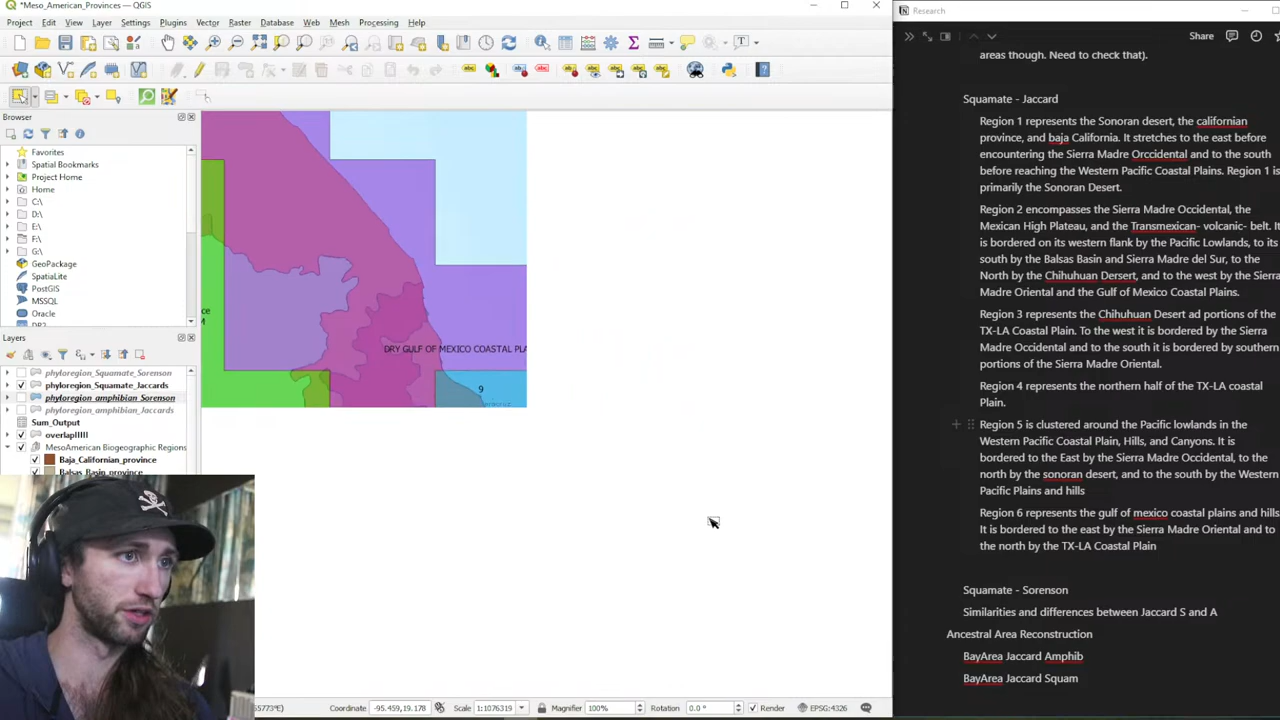 *Meso_American_Provinces — QGIS
Project Edit View Layer Settings Plugins Vector Raster Database Web Mesh Processing Help
Browser
Favorites
Spatial Bookmarks
Project Home
Home
C:\
D:\
E:\
F:\
G:\
GeoPackage
SpatiaLite
PostGIS
MSSQL
Oracle
DB2
Layers
phyloregion_Squamate_Sorenson
phyloregion_Squamate_Jaccards
phyloregion_amphibian_Sorenson
phyloregion_amphibian_Jaccards
Sum_Output
overlapIIIII
MesoAmerican Biogeographic Regions
Baja_Californian_province
Balsas_Basin_province
DRY GULF OF MEXICO COASTAL PLA
9
Coordinate -95.459,19.178 Scale 1:1076319 Magnifier 100% Rotation 0.0 ° Render EPSG:4326
Research
Share
areas though. Need to check that).
Squamate - Jaccard
Region 1 represents the Sonoran desert, the californian
province, and baja California. It stretches to the east before
encountering the Sierra Madre Orccidental and to the south
before reaching the Western Pacific Coastal Plains. Region 1 is
primarily the Sonoran Desert.
Region 2 encompasses the Sierra Madre Occidental, the
Mexican High Plateau, and the Transmexican- volcanic- belt. It
is bordered on its western flank by the Pacific Lowlands, to its
south by the Balsas Basin and Sierra Madre del Sur, to the
North by the Chihuhuan Dersert, and to the west by the Sierra
Madre Oriental and the Gulf of Mexico Coastal Plains.
Region 3 represents the Chihuhuan Desert ad portions of the
TX-LA Coastal Plain. To the west it is bordered by the Sierra
Madre Occidental and to the south it is bordered by southern
portions of the Sierra Madre Oriental.
Region 4 represents the northern half of the TX-LA coastal
Plain.
Region 5 is clustered around the Pacific lowlands in the
Western Pacific Coastal Plain, Hills, and Canyons. It is
bordered to the East by the Sierra Madre Occidental, to the
north by the sonoran desert, and to the south by the Western
Pacific Plains and hills
Region 6 represents the gulf of mexico coastal plains and hills.
It is bordered to the east by the Sierra Madre Oriental and to
the north by the TX-LA Coastal Plain
Squamate - Sorenson
Similarities and differences between Jaccard S and A
Ancestral Area Reconstruction
BayArea Jaccard Amphib
BayArea Jaccard Squam